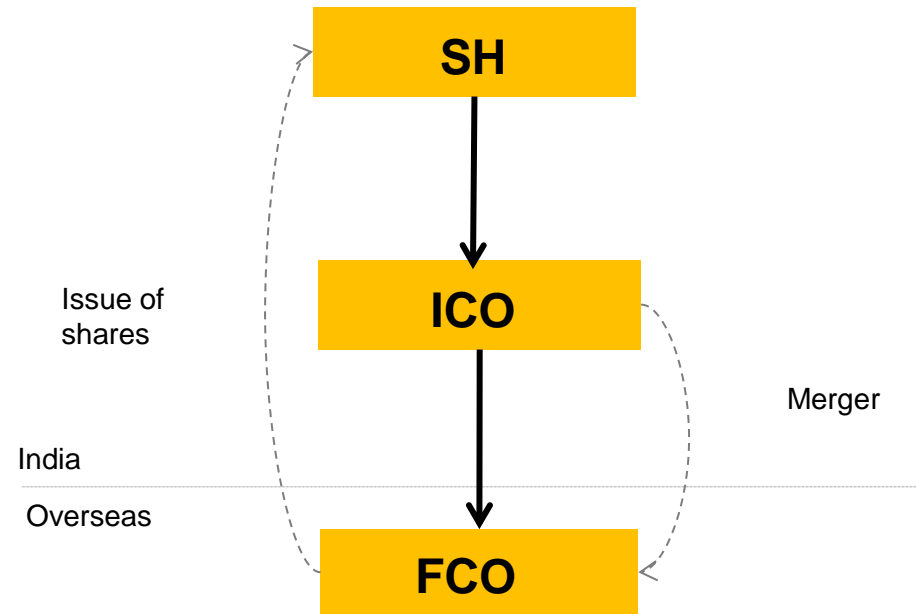 SH
Issue of
shares
ICO
Merger
India
Overseas
FCO